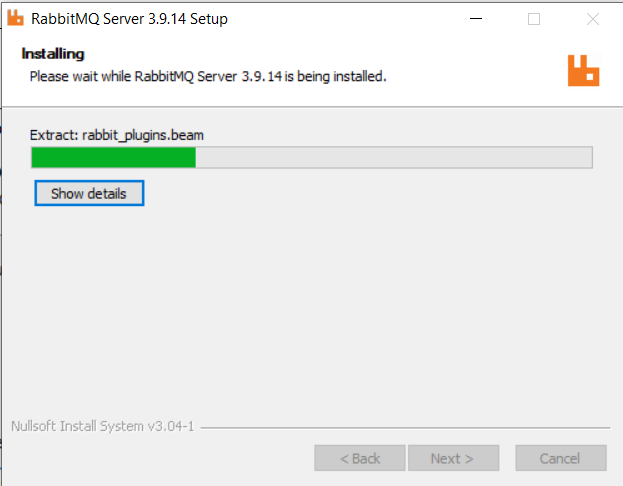 RabbitMQ Server 3.9.14 Setup
Installing
Please wait while RabbitMQ Server 3.9.14 is being installed.
Extract: rabbit_plugins.beam
Show details
Nullsoft Install System v3.04-1
< Back
Next >
Cancel